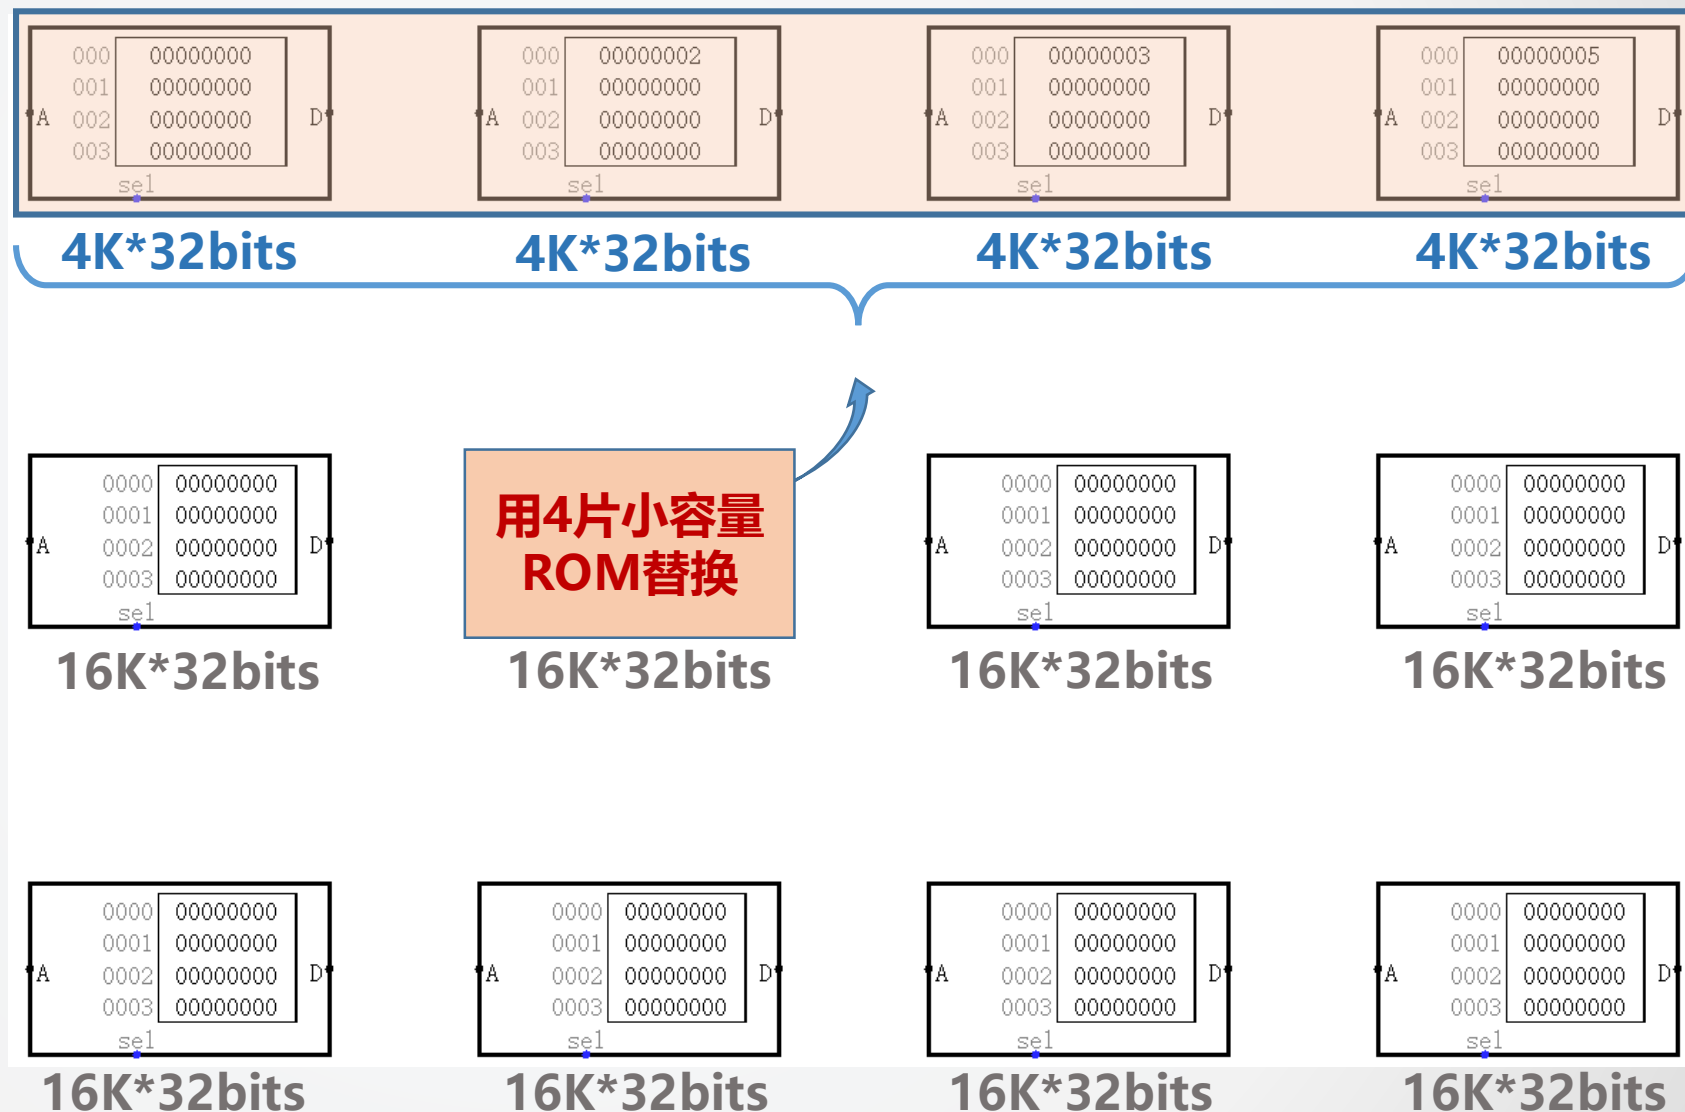 000 00000000 000 00000002 000 00000003 000 00000005
001 00000000 001 00000000 001 00000000 001 00000000
A 002 00000000 D A 002 00000000 D A 002 00000000 D A 002 00000000 D
003 00000000 003 00000000 003 00000000 003 00000000
sel sel sel sel
4K*32bits 4K*32bits 4K*32bits 4K*32bits
0000 00000000 0000 00000000 0000 00000000
0001 00000000 0001 00000000 0001 00000000
A 0002 00000000 D A 0002 00000000 D A 0002 00000000 D
0003 00000000 0003 00000000 0003 00000000
sel sel sel
用4片小容量
ROM替换
16K*32bits 16K*32bits 16K*32bits 16K*32bits
0000 00000000 0000 00000000 0000 00000000 0000 00000000
0001 00000000 0001 00000000 0001 00000000 0001 00000000
A 0002 00000000 D A 0002 00000000 D A 0002 00000000 D A 0002 00000000 D
0003 00000000 0003 00000000 0003 00000000 0003 00000000
sel sel sel sel
16K*32bits 16K*32bits 16K*32bits 16K*32bits